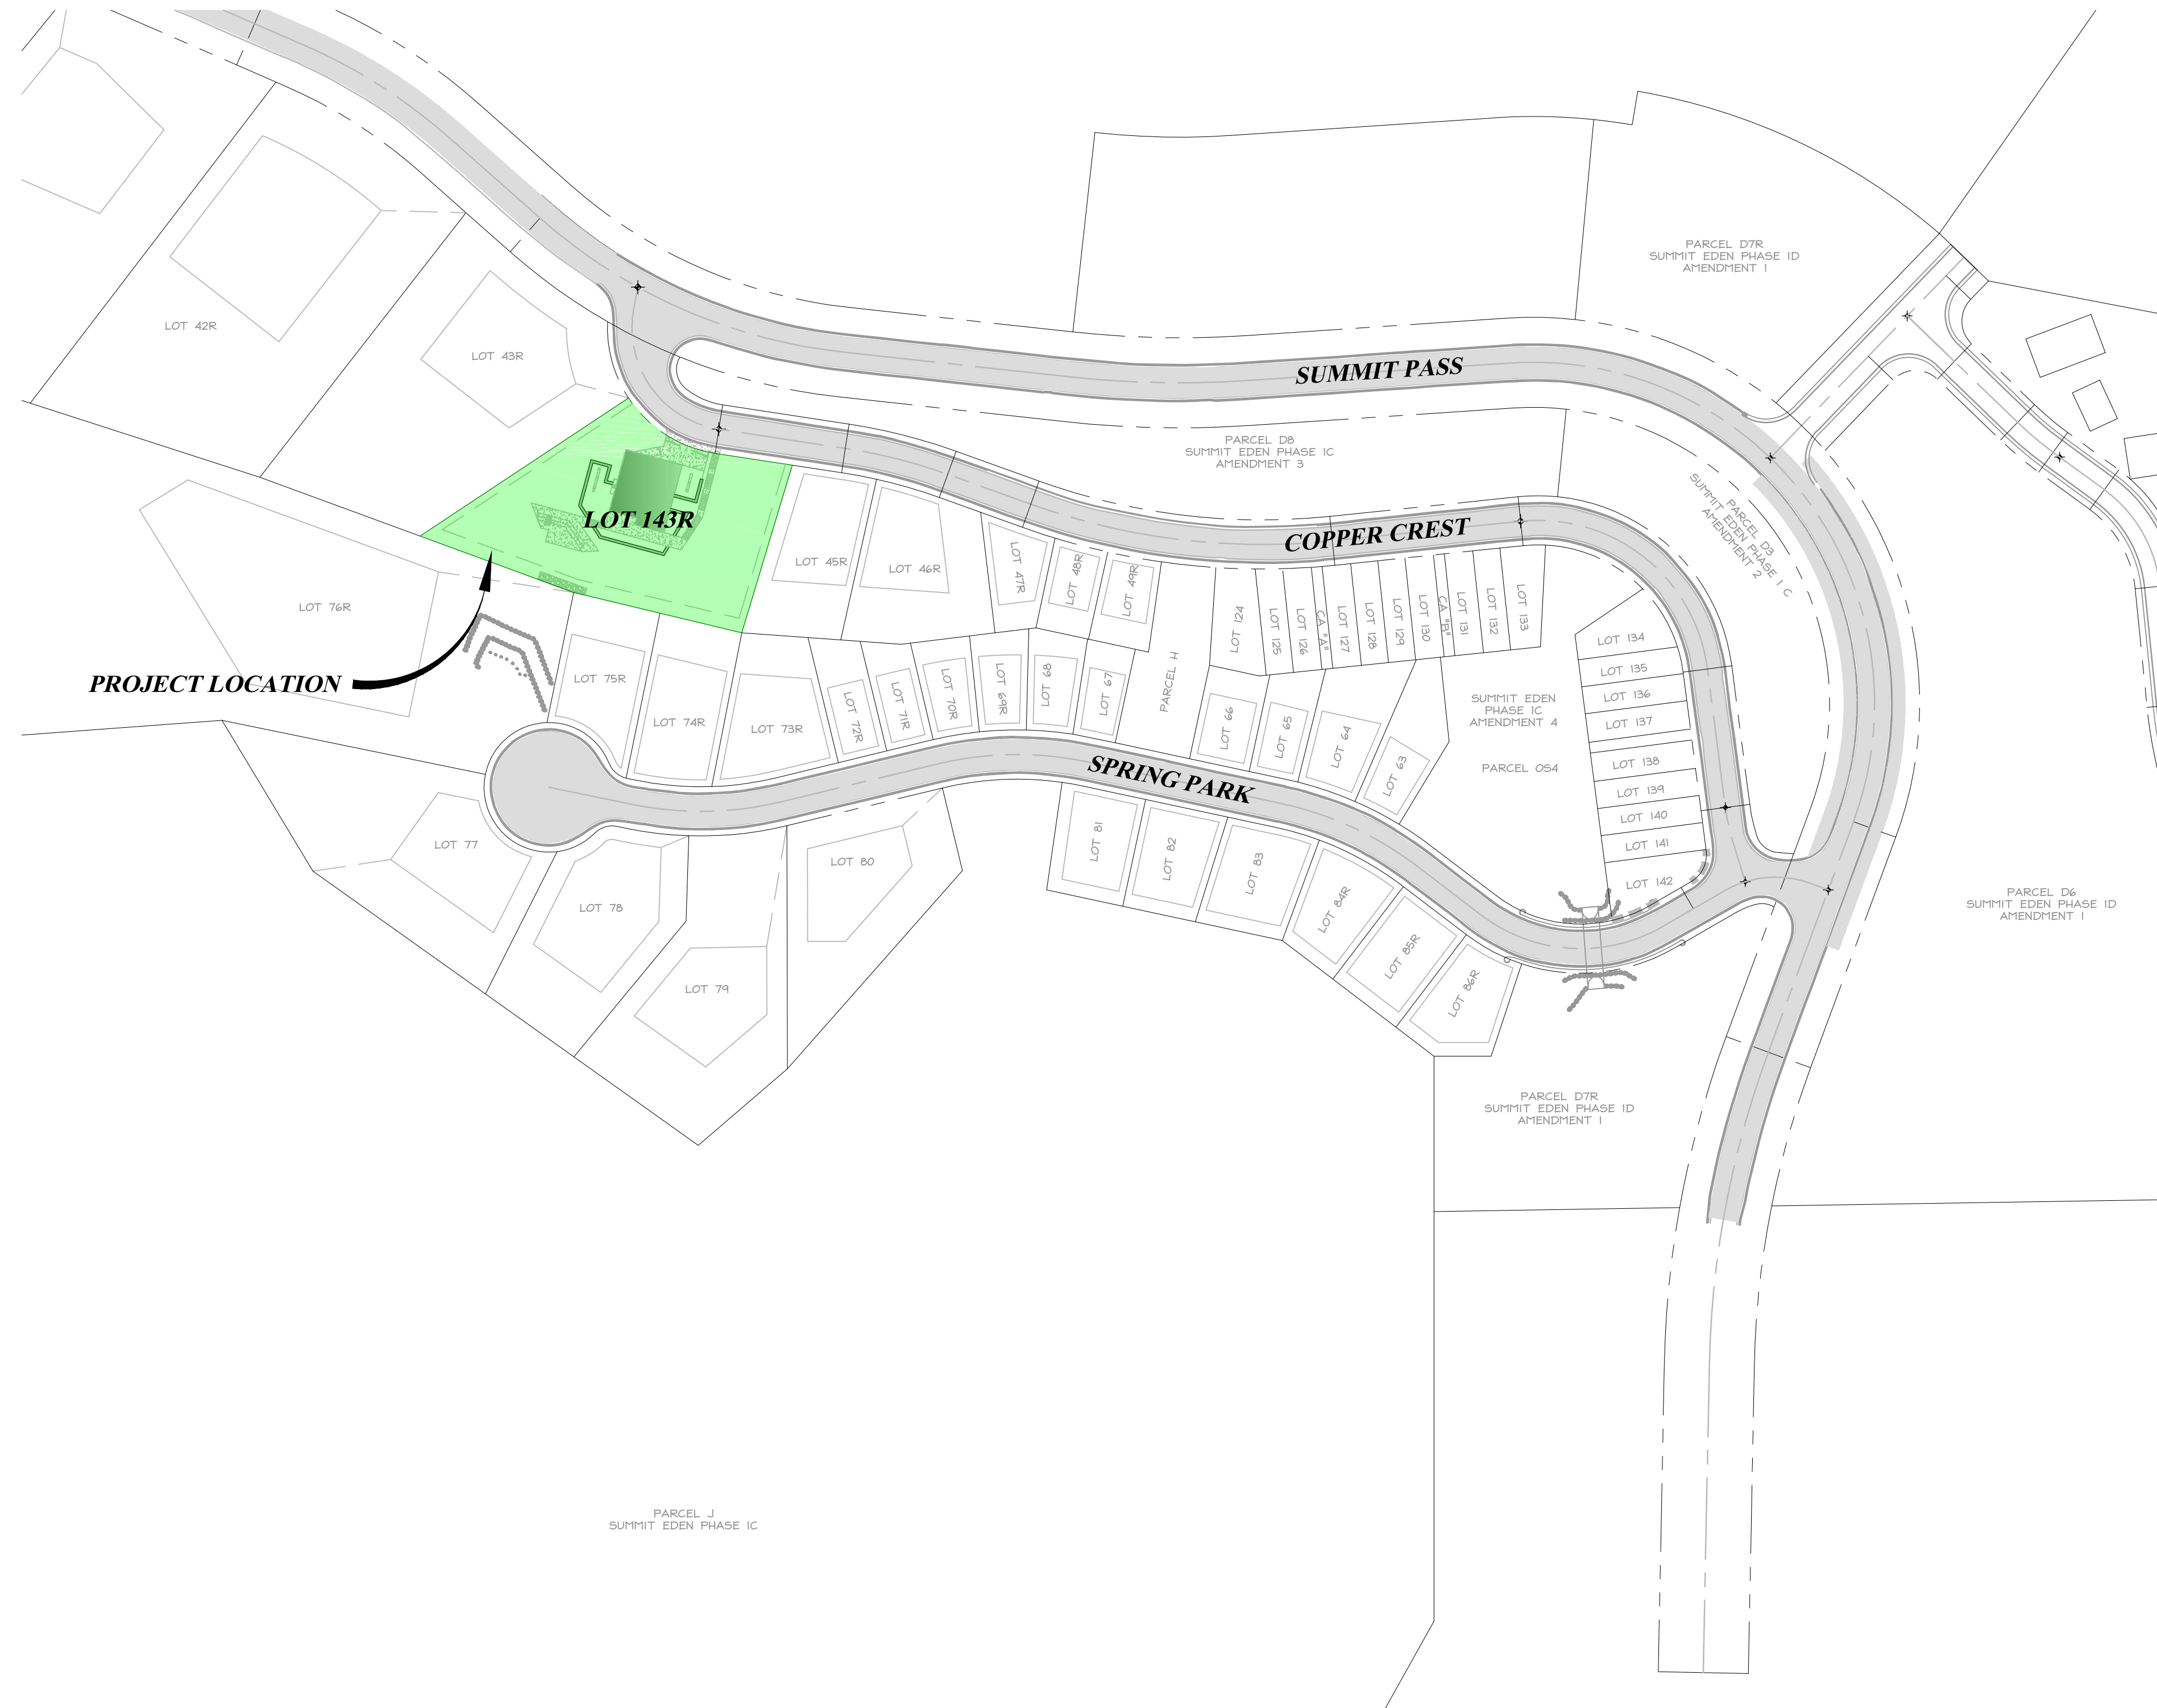 PARCEL D7R
SUMMIT EDEN PHASE 1D
AMENDMENT 1
LOT 42R
LOT 43R
SUMMIT PASS
PARCEL D8
SUMMIT EDEN PHASE 1C
AMENDMENT 3
PARCEL D3
SUMMIT EDEN PHASE 1 C
AMENDMENT 2
LOT 143R
COPPER CREST
LOT 45R
LOT 46R
LOT 47R
LOT 48R
LOT 49R
LOT 124
LOT 125
LOT 126
CA "A"
LOT 127
LOT 128
LOT 129
LOT 130
CA "B"
LOT 131
LOT 132
LOT 133
LOT 76R
LOT 134
LOT 135
LOT 136
LOT 137
LOT 138
LOT 139
LOT 140
LOT 141
LOT 142
PROJECT LOCATION
LOT 75R
LOT 74R
LOT 73R
LOT 72R
LOT 71R
LOT 70R
LOT 69R
LOT 68
LOT 67
PARCEL H
LOT 66
LOT 65
LOT 64
LOT 63
SUMMIT EDEN
PHASE 1C
AMENDMENT 4
PARCEL OS4
SPRING PARK
LOT 77
LOT 78
LOT 79
LOT 80
LOT 81
LOT 82
LOT 83
LOT 84R
LOT 85R
LOT 86R
PARCEL D6
SUMMIT EDEN PHASE 1D
AMENDMENT 1
PARCEL D7R
SUMMIT EDEN PHASE 1D
AMENDMENT 1
PARCEL J
SUMMIT EDEN PHASE 1C